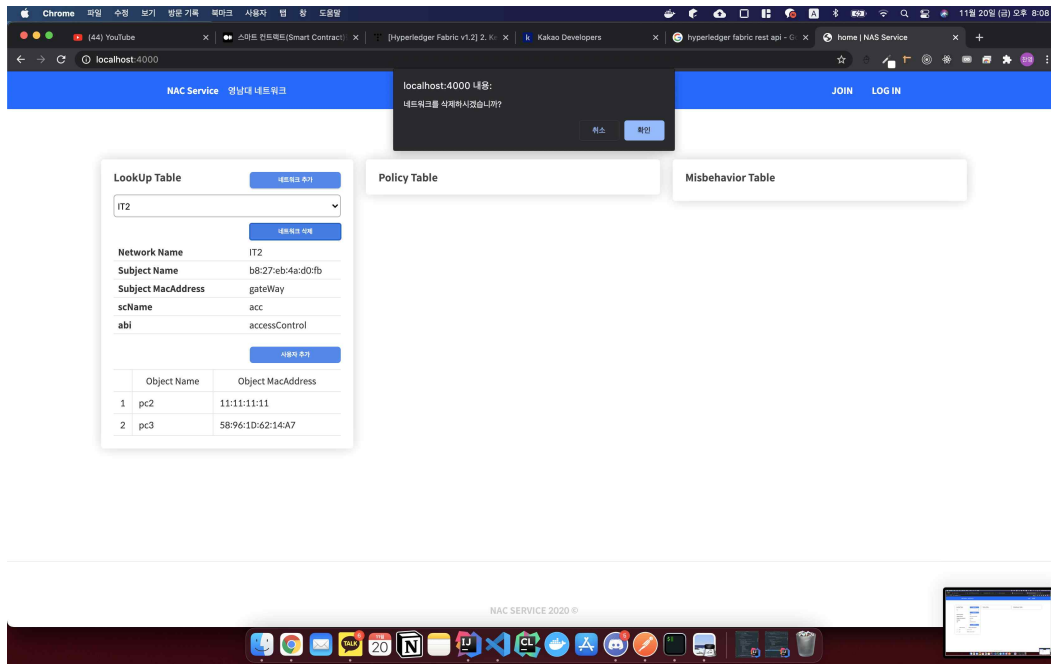 Chrome 파일 수정 보기 방문 기록 북마크 사용자 탭 창 도움말 11월 20일 (금) 오후 8:08
(44) YouTube
스마트 컨트랙트(Smart Contract)
[Hyperledger Fabric v1.2] 2. Ke
Kakao Developers
hyperledger fabric rest api - G
home | NAS Service
localhost:4000
NAC Service 영남대 네트워크
JOIN LOG IN
localhost:4000 내용:
네트워크를 삭제하시겠습니까?
취소 확인
LookUp Table
네트워크 추가
IT2
네트워크 삭제
Network Name IT2
Subject Name b8:27:eb:4a:d0:fb
Subject MacAddress gateWay
scName acc
abi accessControl
사용자 추가
Object Name Object MacAddress
1 pc2 11:11:11:11
2 pc3 58:96:1D:62:14:A7
Policy Table
Misbehavior Table
NAC SERVICE 2020 ©
TALK
11월
20